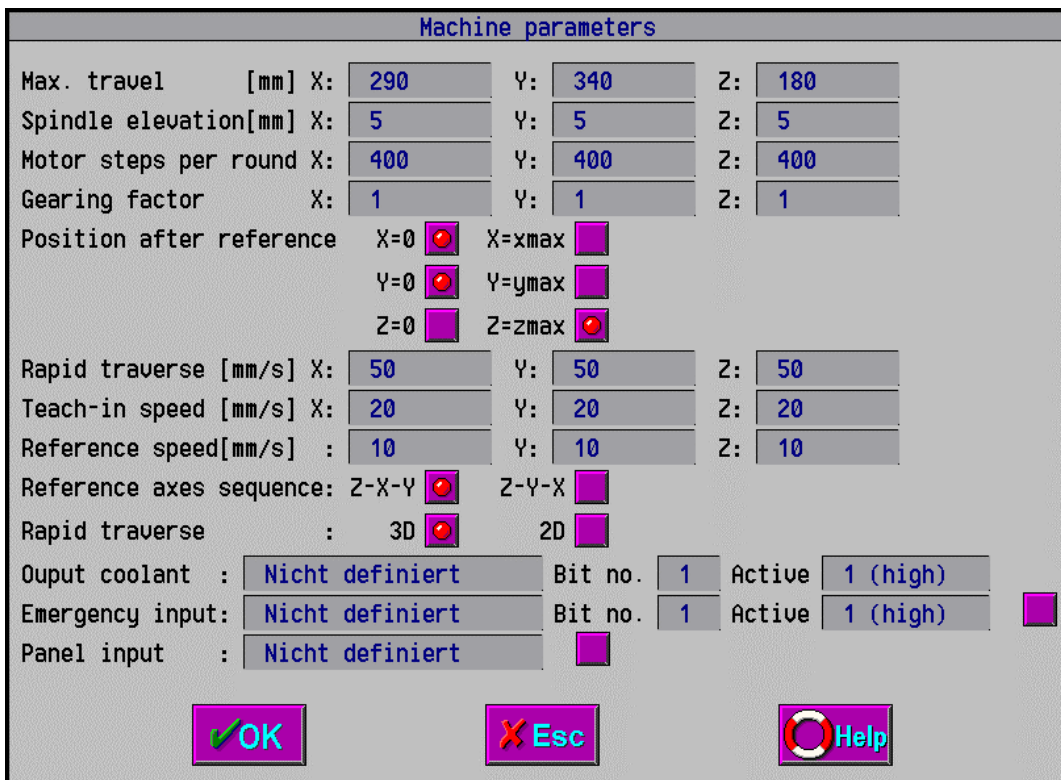 Machine parameters
Max. travel [mm] X: 290 Y: 340 Z: 180
Spindle elevation[mm] X: 5 Y: 5 Z: 5
Motor steps per round X: 400 Y: 400 Z: 400
Gearing factor X: 1 Y: 1 Z: 1
Position after reference X=0 X=xmax
Y=0 Y=ymax
Z=0 Z=zmax
Rapid traverse [mm/s] X: 50 Y: 50 Z: 50
Teach-in speed [mm/s] X: 20 Y: 20 Z: 20
Reference speed[mm/s] : 10 Y: 10 Z: 10
Reference axes sequence: Z-X-Y Z-Y-X
Rapid traverse : 3D 2D
Ouput coolant : Nicht definiert Bit no. 1 Active 1 (high)
Emergency input: Nicht definiert Bit no. 1 Active 1 (high)
Panel input : Nicht definiert
OK Esc Help